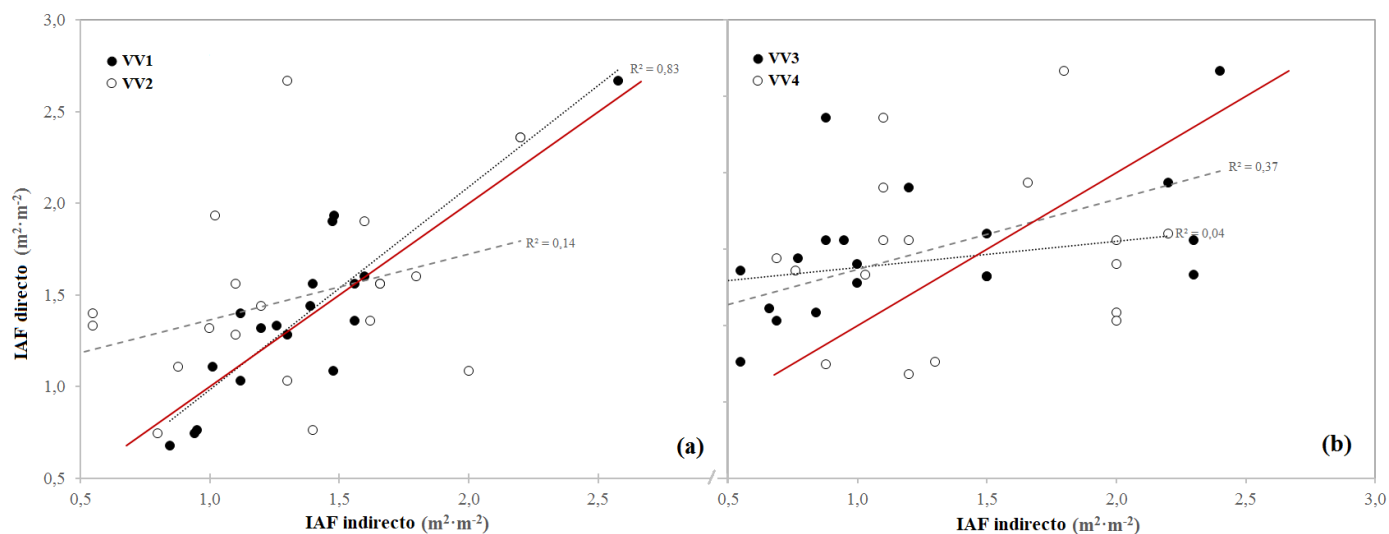 3,0
2,5
2,0
1,5
1,0
0,5
IAF directo (m²·m⁻²)
VV1
VV2
R² = 0,83
R² = 0,14
(a)
0,5 1,0 1,5 2,0 2,5
IAF indirecto (m²·m⁻²)
VV3
VV4
R² = 0,37
R² = 0,04
(b)
0,5 1,0 1,5 2,0 2,5 3,0
IAF indirecto (m²·m⁻²)